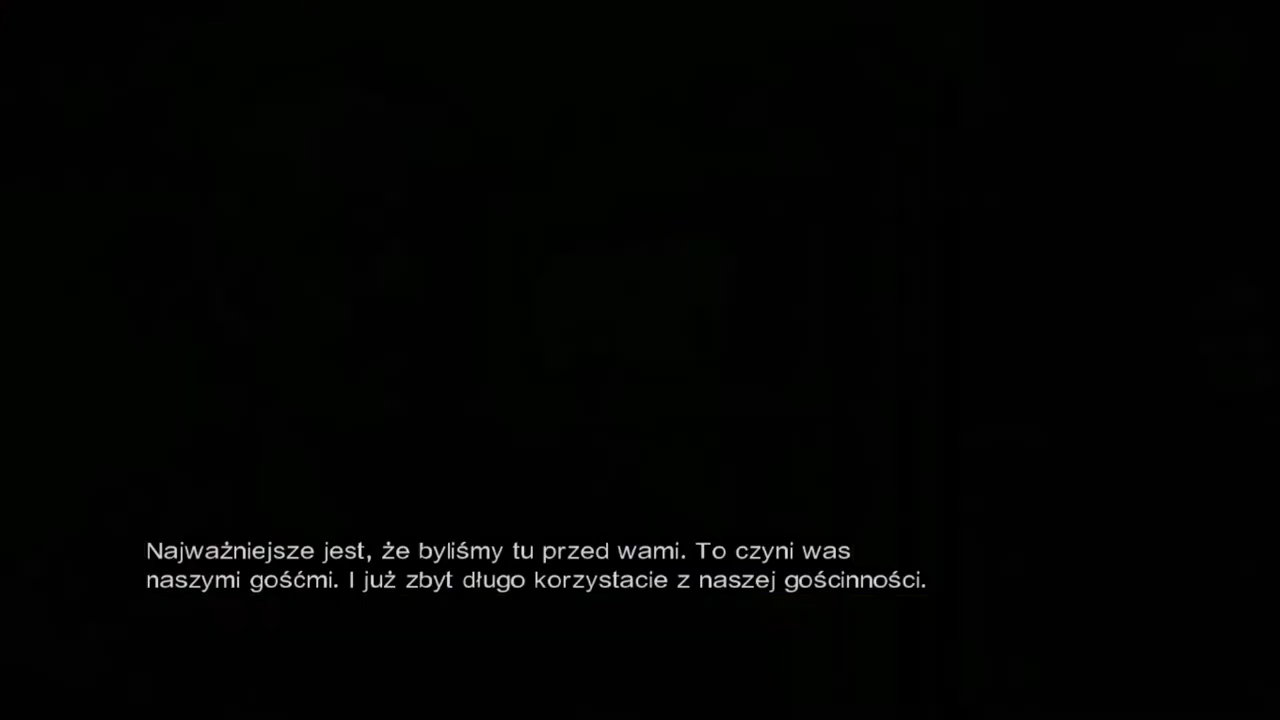 Najważniejsze jest, że byliśmy tu przed wami. To czyni was
naszymi gośćmi. I już zbyt długo korzystacie z naszej gościnności.